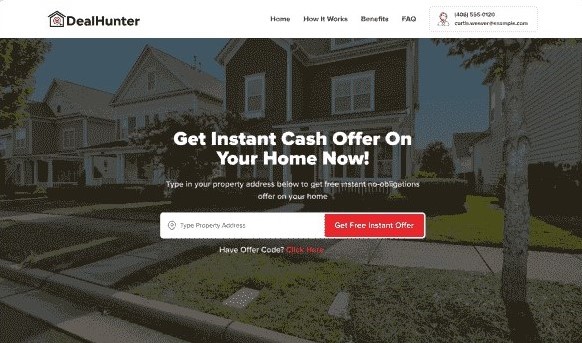 DealHunter
Home How It Works Benefits FAQ
(406) 555-0120
curtis.weaver@example.com
Get Instant Cash Offer On
Your Home Now!
Type in your property address below to get free instant no-obligations
offer on your home
Type Property Address
Get Free Instant Offer
Have Offer Code? Click Here